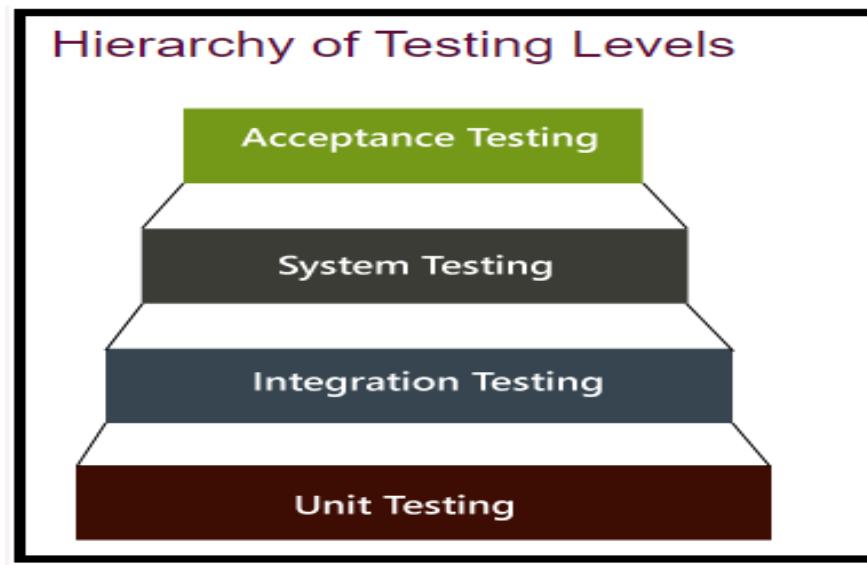 Hierarchy of Testing Levels
Acceptance Testing
System Testing
Integration Testing
Unit Testing